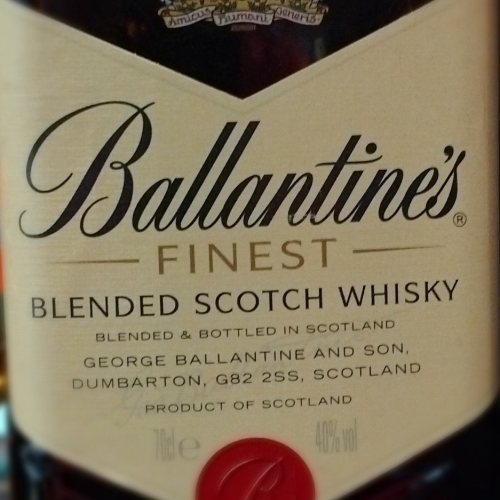 Amicus Humani Generis
Ballantine's®
FINEST
BLENDED SCOTCH WHISKY
BLENDED & BOTTLED IN SCOTLAND
GEORGE BALLANTINE AND SON,
DUMBARTON, G82 2SS, SCOTLAND
PRODUCT OF SCOTLAND
70cl e 40% vol
B